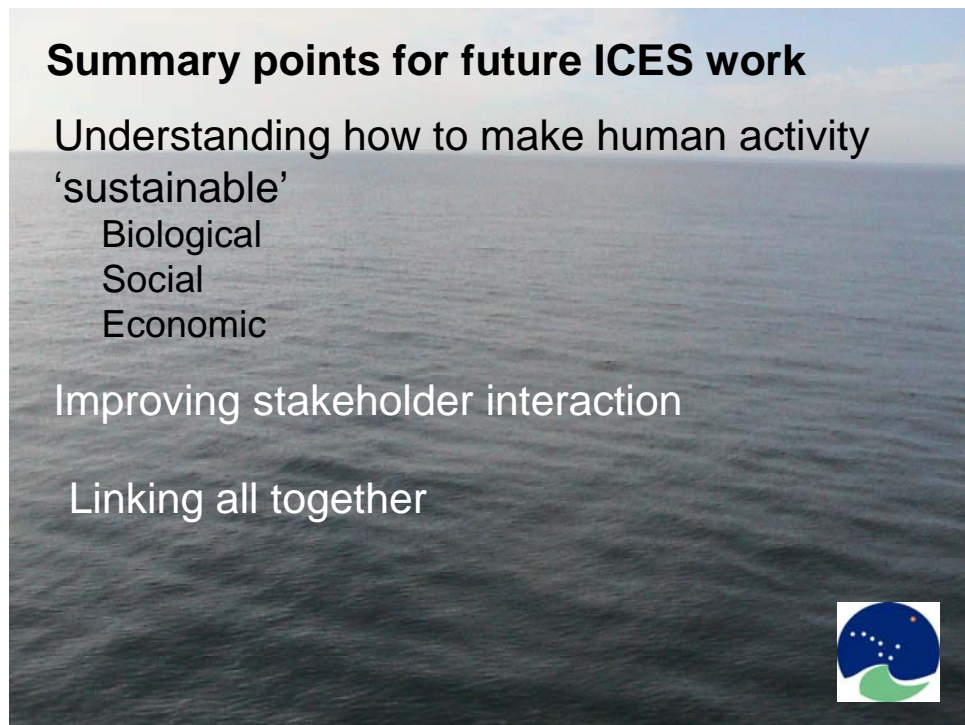 Summary points for future ICES work
Understanding how to make human activity
‘sustainable’
Biological
Social
Economic
Improving stakeholder interaction
Linking all together